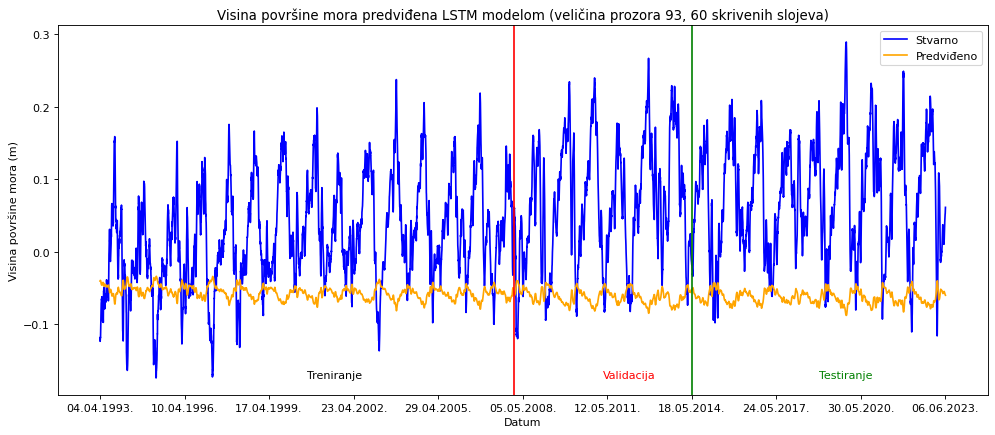 Visina površine mora predviđena LSTM modelom (veličina prozora 93, 60 skrivenih slojeva)
Stvarno
Predviđeno
0.3
0.2
0.1
0.0
−0.1
Visina površine mora (m)
Treniranje
Validacija
Testiranje
04.04.1993. 10.04.1996. 17.04.1999. 23.04.2002. 29.04.2005. 05.05.2008. 12.05.2011. 18.05.2014. 24.05.2017. 30.05.2020. 06.06.2023.
Datum